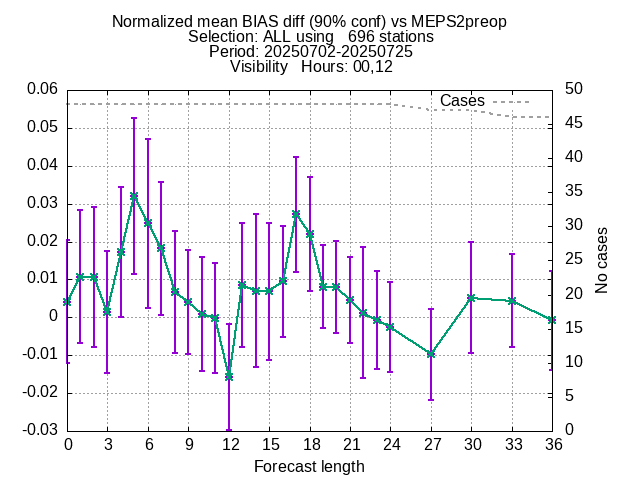 Normalized mean BIAS diff (90% conf) vs MEPS2preop
Selection: ALL using   696 stations
Period: 20250702-20250725
Visibility   Hours: 00,12
Cases
0.06
0.05
0.04
0.03
0.02
0.01
0
-0.01
-0.02
-0.03
50
45
40
35
30
25
20
15
10
5
0
No cases
0 3 6 9 12 15 18 21 24 27 30 33 36
Forecast length